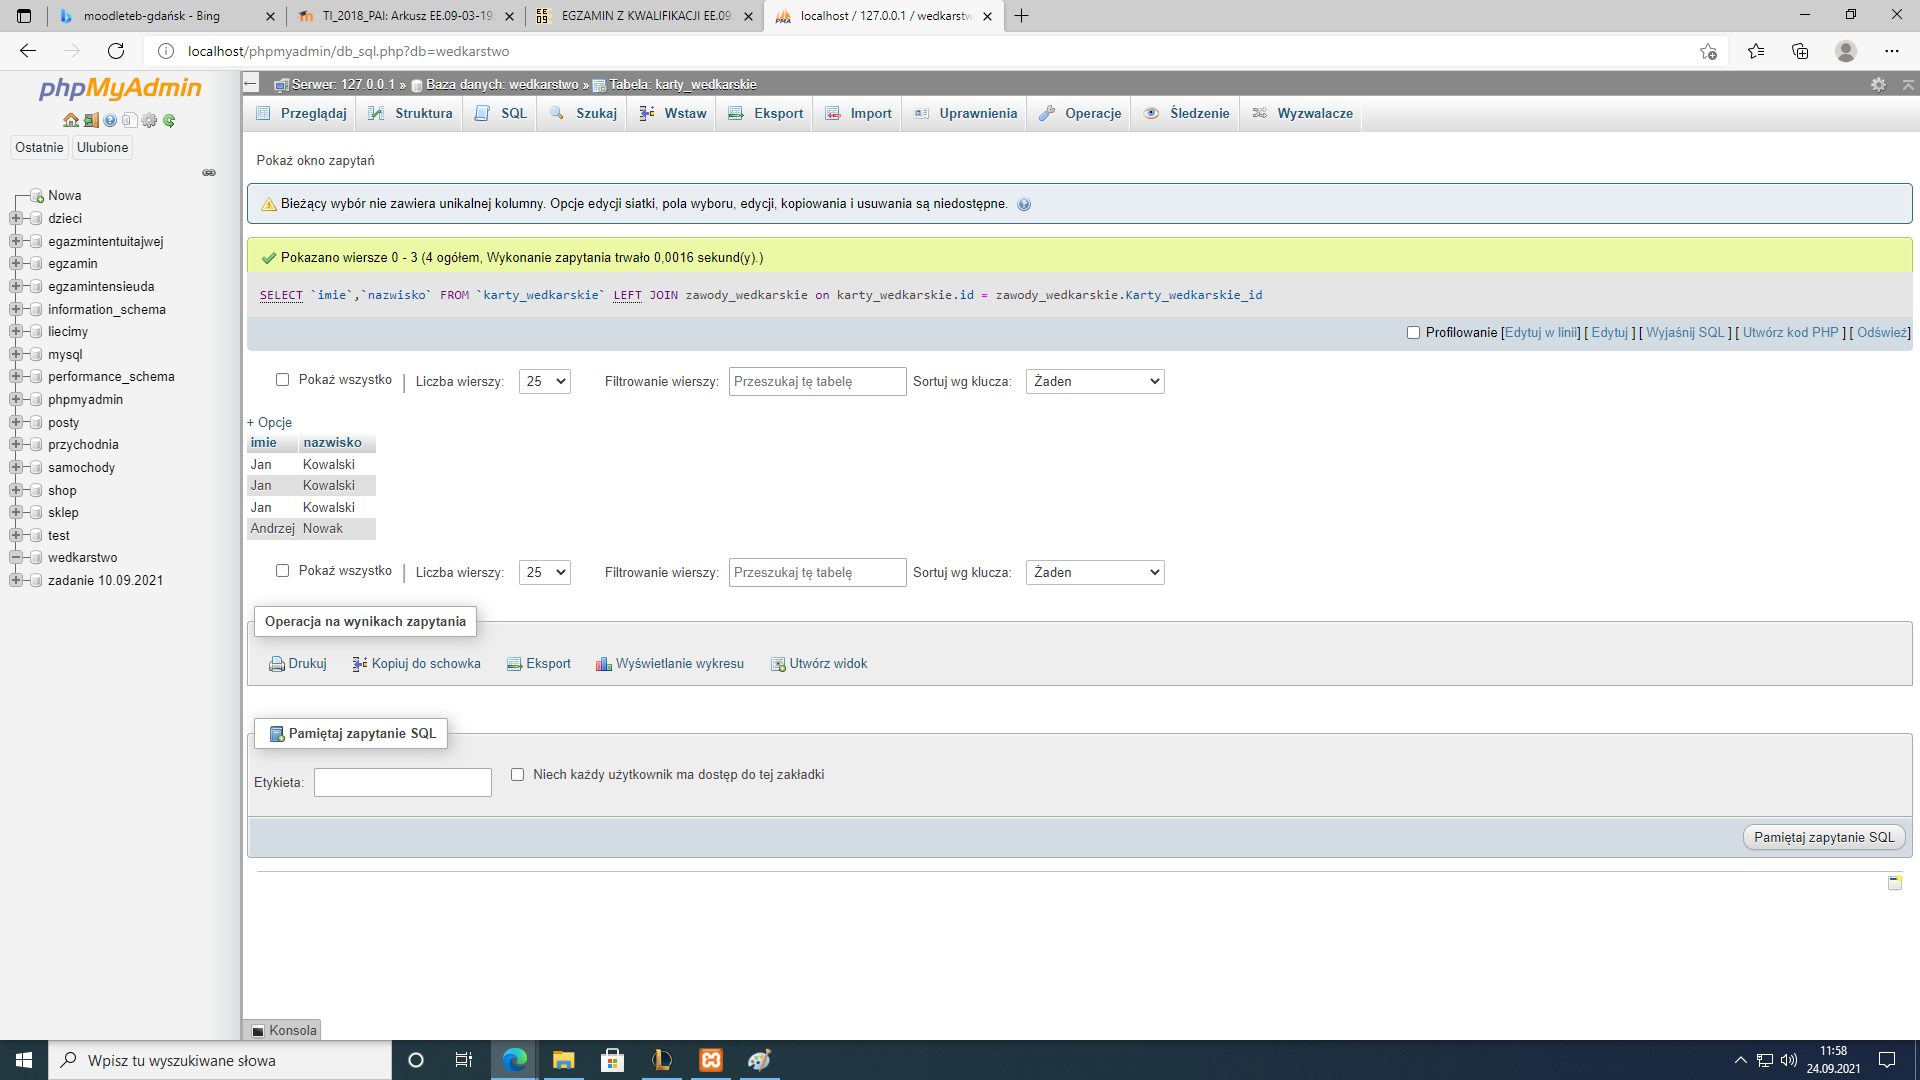 moodleteb-gdańsk - Bing
TI_2018_PAI: Arkusz EE.09-03-19
EE 09 EGZAMIN Z KWALIFIKACJI EE.09
localhost / 127.0.0.1 / wedkarstw
localhost/phpmyadmin/db_sql.php?db=wedkarstwo
phpMyAdmin
Ostatnie Ulubione
Nowa
dzieci
egazmintentuitajwej
egzamin
egzamintensieuda
information_schema
liecimy
mysql
performance_schema
phpmyadmin
posty
przychodnia
samochody
shop
sklep
test
wedkarstwo
zadanie 10.09.2021
Serwer: 127.0.0.1 » Baza danych: wedkarstwo » Tabela: karty_wedkarskie
Przeglądaj Struktura SQL Szukaj Wstaw Eksport Import Uprawnienia Operacje Śledzenie Wyzwalacze
Pokaż okno zapytań
Bieżący wybór nie zawiera unikalnej kolumny. Opcje edycji siatki, pola wyboru, edycji, kopiowania i usuwania są niedostępne.
Pokazano wiersze 0 - 3 (4 ogółem, Wykonanie zapytania trwało 0,0016 sekund(y).)
SELECT `imie`,`nazwisko` FROM `karty_wedkarskie` LEFT JOIN zawody_wedkarskie on karty_wedkarskie.id = zawody_wedkarskie.Karty_wedkarskie_id
Profilowanie [Edytuj w linii] [ Edytuj ] [ Wyjaśnij SQL ] [ Utwórz kod PHP ] [ Odśwież]
Pokaż wszystko | Liczba wierszy: 25 Filtrowanie wierszy: Przeszukaj tę tabelę Sortuj wg klucza: Żaden
+ Opcje
imie nazwisko
Jan Kowalski
Jan Kowalski
Jan Kowalski
Andrzej Nowak
Pokaż wszystko | Liczba wierszy: 25 Filtrowanie wierszy: Przeszukaj tę tabelę Sortuj wg klucza: Żaden
Operacja na wynikach zapytania
Drukuj Kopiuj do schowka Eksport Wyświetlanie wykresu Utwórz widok
Pamiętaj zapytanie SQL
Etykieta: Niech każdy użytkownik ma dostęp do tej zakładki
Pamiętaj zapytanie SQL
Konsola
Wpisz tu wyszukiwane słowa
11:58
24.09.2021